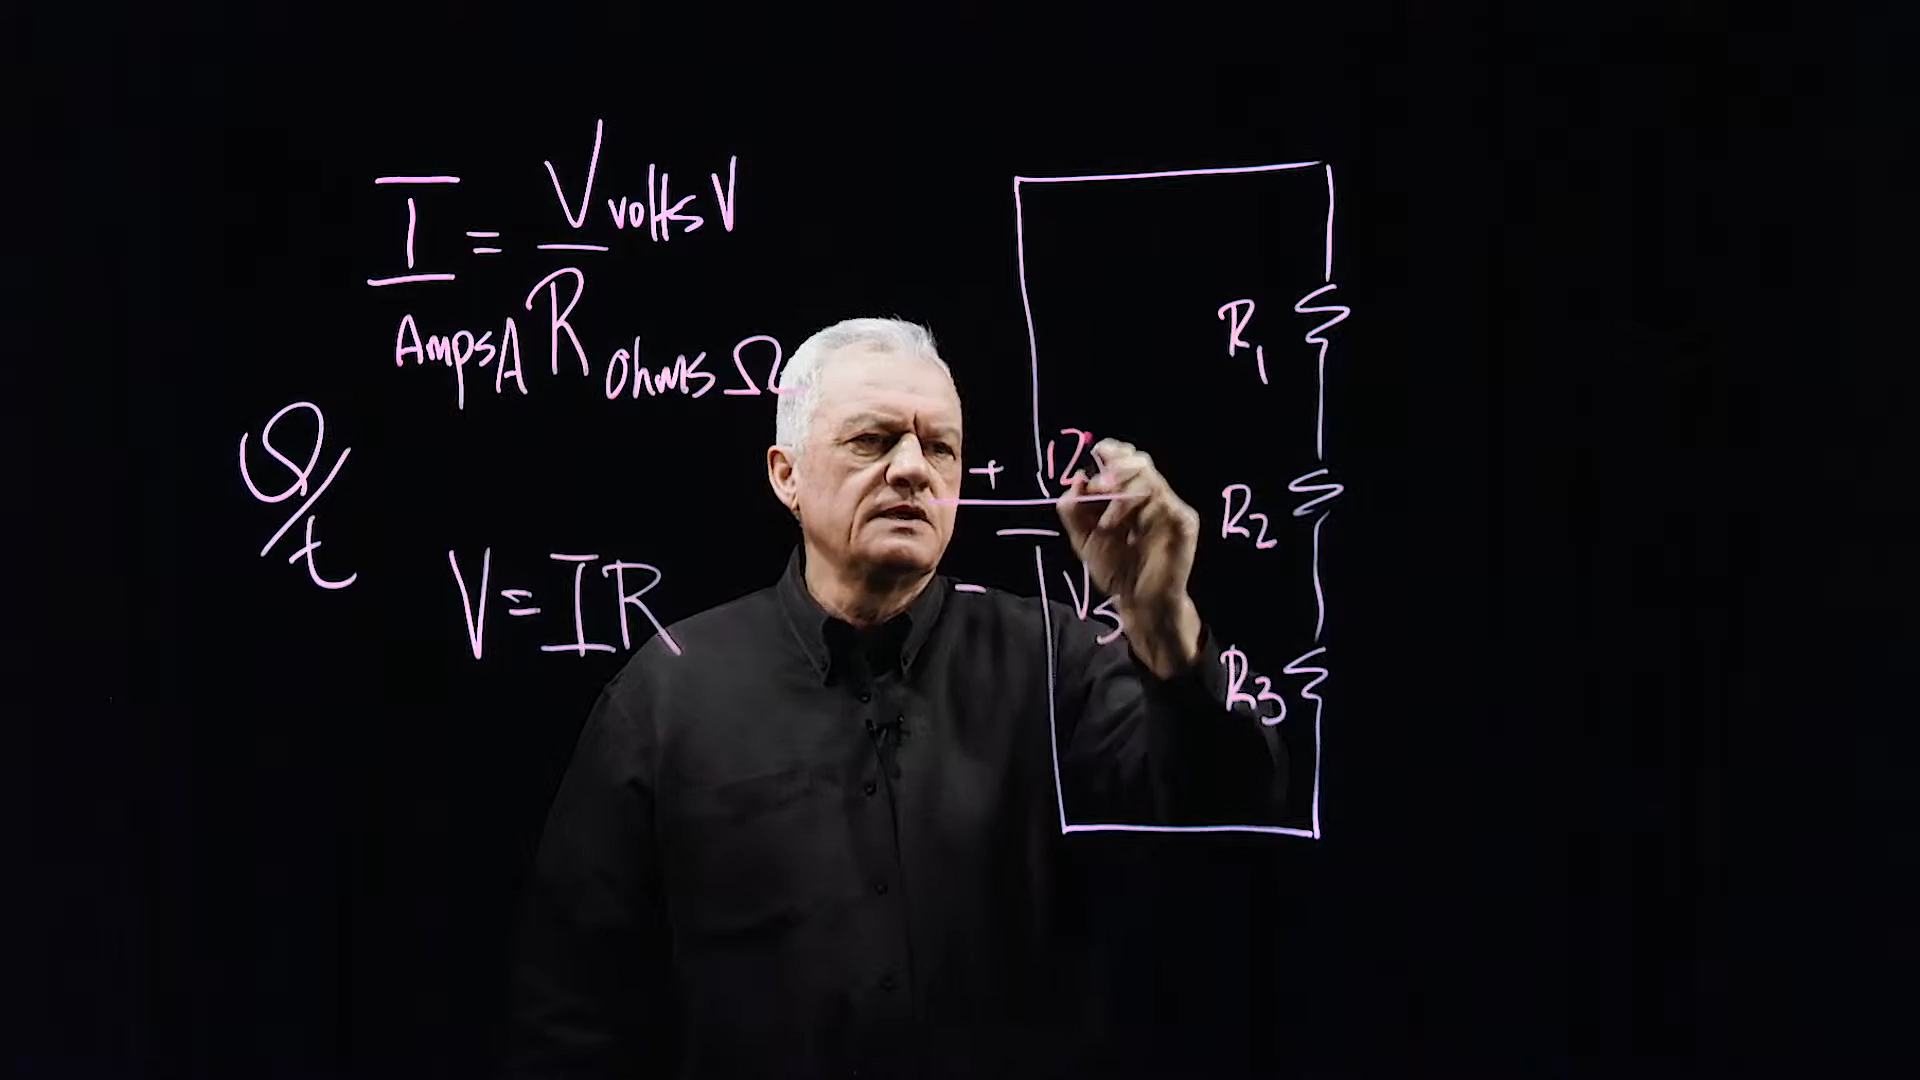 I = V volts V
R
Amps A
Ohms Ω
Q/t
V = IR
R1
+
12
R2
-
Vs
R3